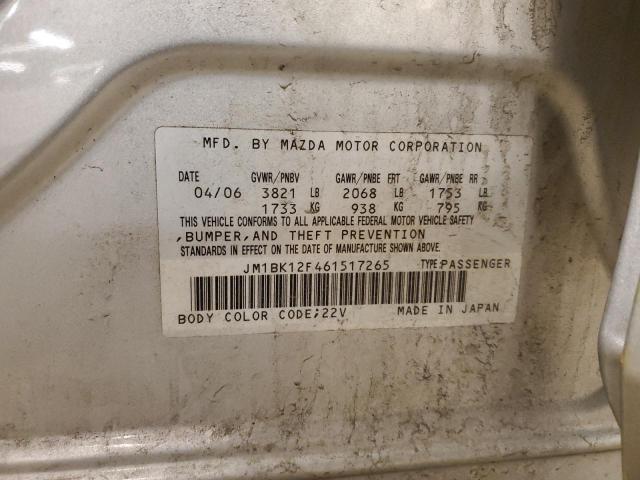 MFD. BY MAZDA MOTOR CORPORATION
DATE GVWR/PNBV GAWR/PNBE FRT GAWR/PNBE RR
04/06 3821 LB 2068 LB 1753 LB
1733 KG 938 KG 795 KG
THIS VEHICLE CONFORMS TO ALL APPLICABLE FEDERAL MOTOR VEHICLE SAFETY
,BUMPER,AND THEFT PREVENTION
STANDARDS IN EFFECT ON THE DATE OF MANUFACTURE SHOWN ABOVE.
JM1BK12F461517265 TYPE:PASSENGER
BODY COLOR CODE;22V MADE IN JAPAN